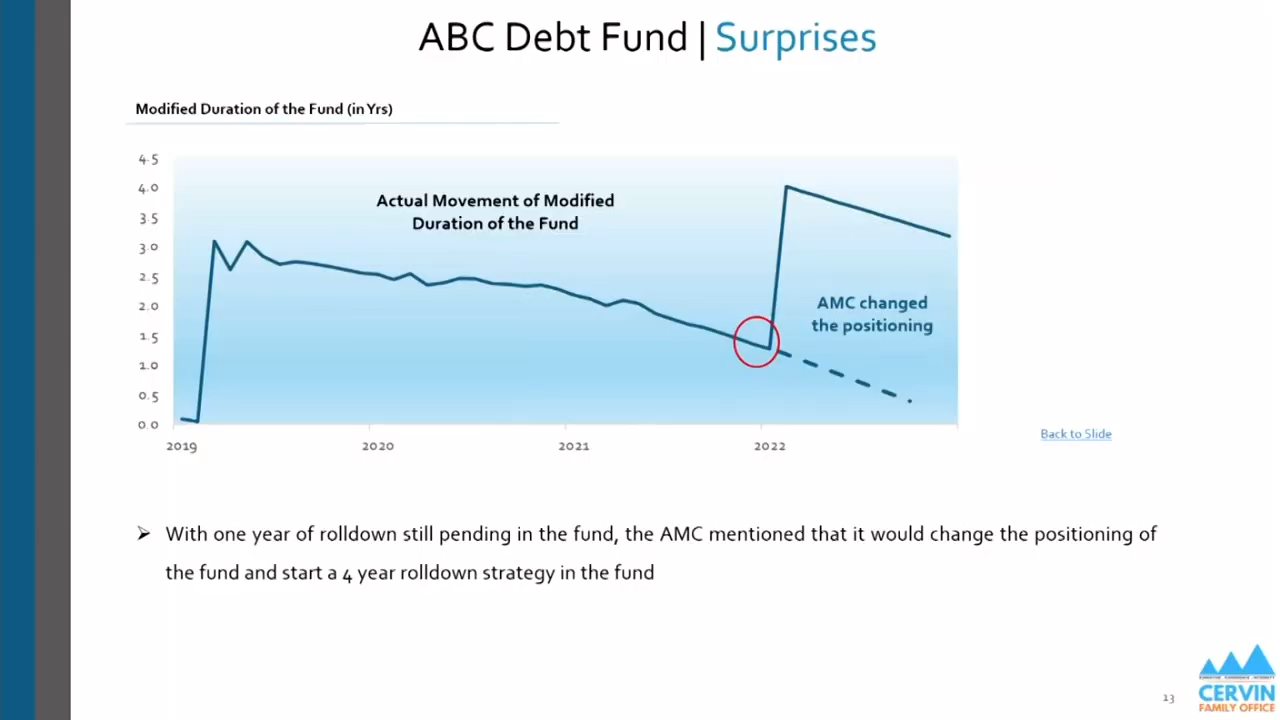 ABC Debt Fund | Surprises
Modified Duration of the Fund (in Yrs)
4.5
4.0
3.5
3.0
2.5
2.0
1.5
1.0
0.5
0.0
Actual Movement of Modified
Duration of the Fund
AMC changed
the positioning
2019 2020 2021 2022
Back to Slide
➢ With one year of rolldown still pending in the fund, the AMC mentioned that it would change the positioning of
the fund and start a 4 year rolldown strategy in the fund
13
CERVIN
FAMILY OFFICE